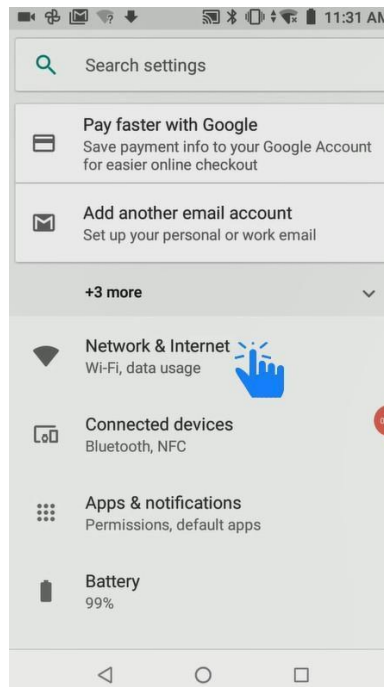 11:31 AM
Search settings
Pay faster with Google
Save payment info to your Google Account
for easier online checkout
Add another email account
Set up your personal or work email
+3 more
Network & Internet
Wi-Fi, data usage
Connected devices
Bluetooth, NFC
Apps & notifications
Permissions, default apps
Battery
99%